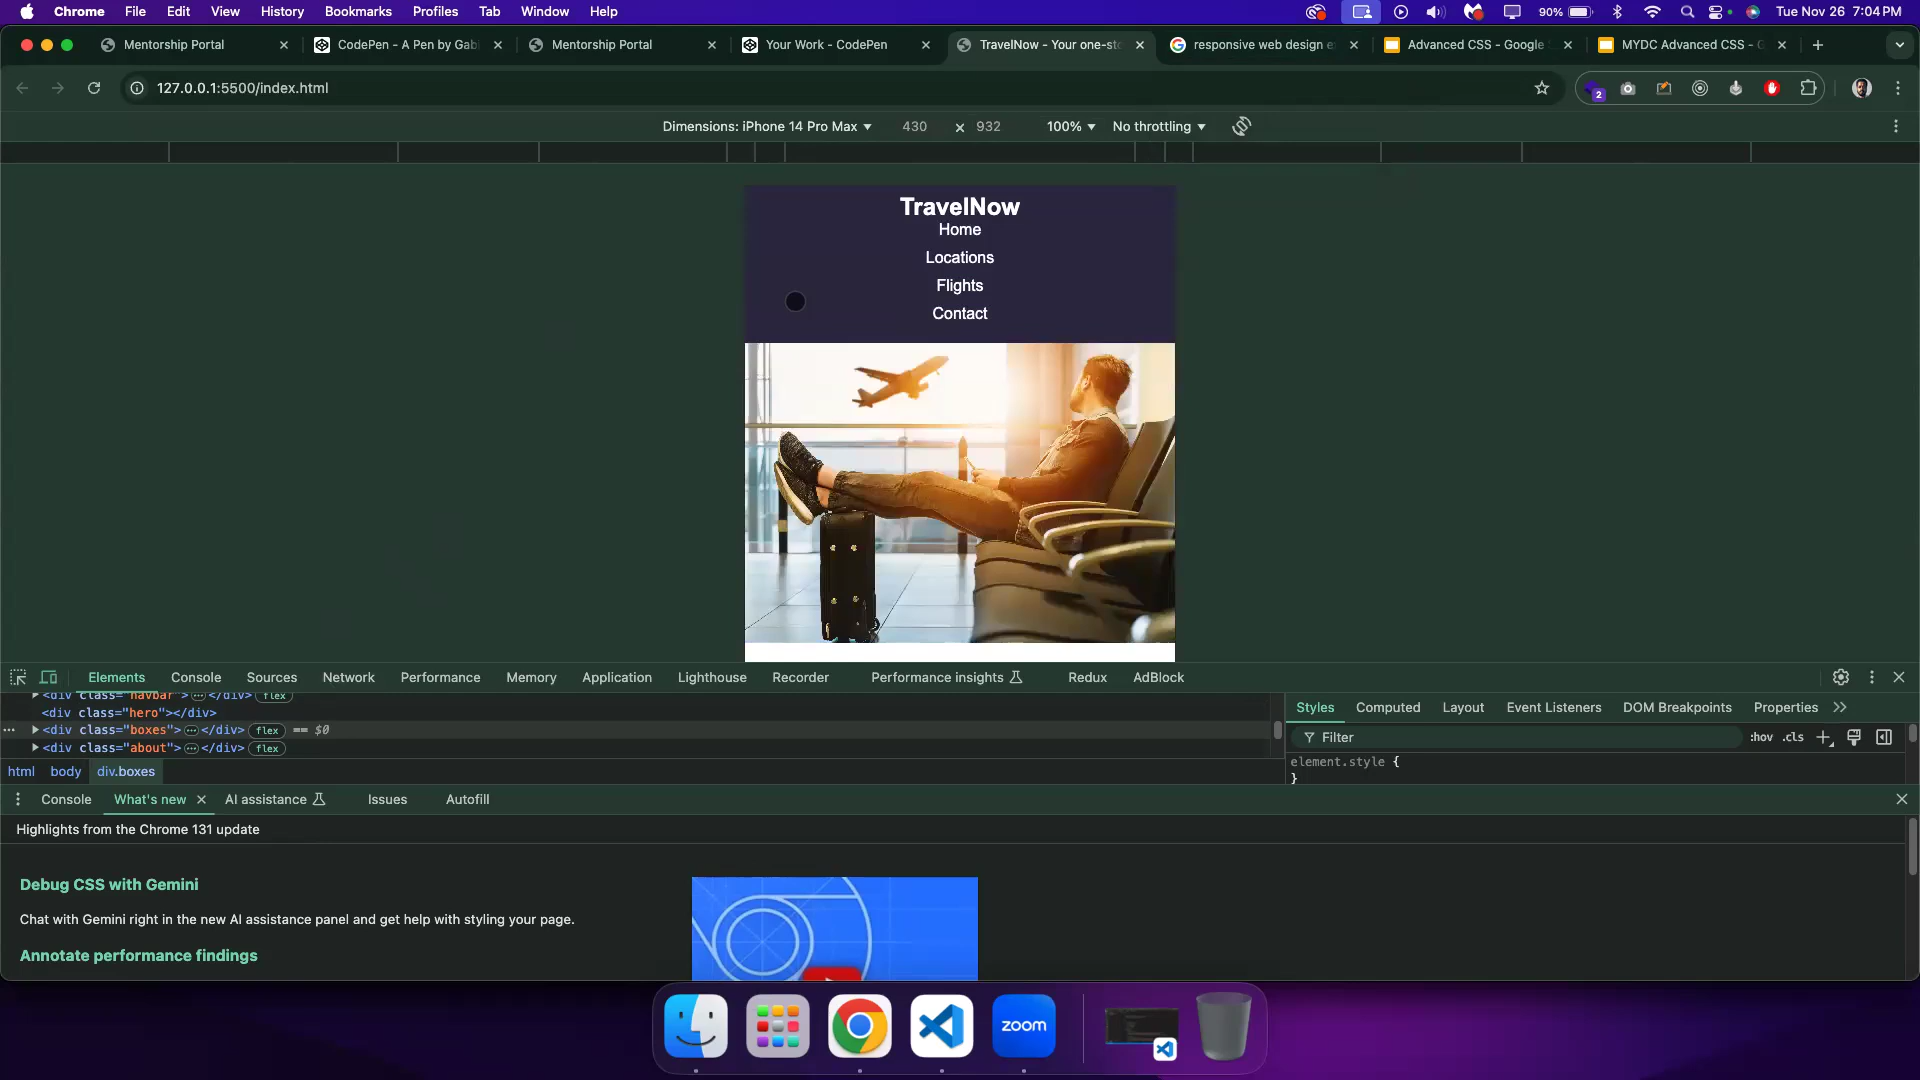 Chrome File Edit View History Bookmarks Profiles Tab Window Help 90% Tue Nov 26 7:04 PM
Mentorship Portal CodePen - A Pen by Gab Mentorship Portal Your Work - CodePen TravelNow - Your one-st responsive web design e Advanced CSS - Google MYDC Advanced CSS - G
127.0.0.1:5500/index.html 2
Dimensions: iPhone 14 Pro Max 430 × 932 100% No throttling
TravelNow
Home
Locations
Flights
Contact
Elements Console Sources Network Performance Memory Application Lighthouse Recorder Performance insights Redux AdBlock
<div class="navbar">⋯</div> flex
<div class="hero"></div>
<div class="boxes">⋯</div> flex == $0
<div class="about">⋯</div> flex
html body div.boxes
Styles Computed Layout Event Listeners DOM Breakpoints Properties
Filter :hov .cls
element.style {
}
Console What's new AI assistance Issues Autofill
Highlights from the Chrome 131 update
Debug CSS with Gemini
Chat with Gemini right in the new AI assistance panel and get help with styling your page.
Annotate performance findings
zoom